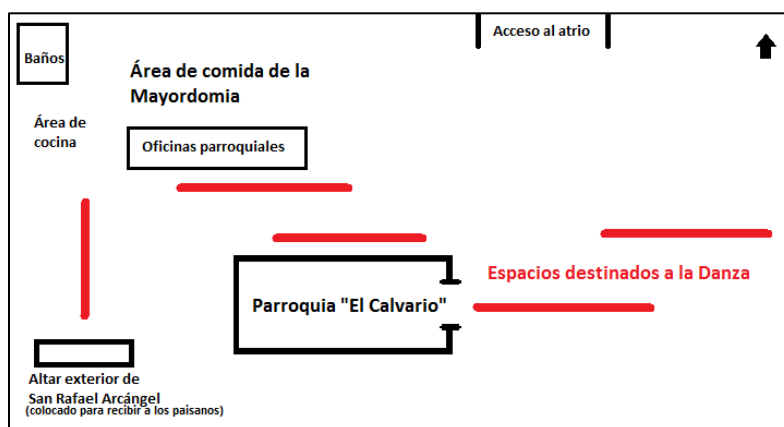 Acceso al atrio
Baños
Área de comida de la
Mayordomia
Área de
cocina
Oficinas parroquiales
Espacios destinados a la Danza
Parroquia "El Calvario"
Altar exterior de
San Rafael Arcángel
(colocado para recibir a los paisanos)